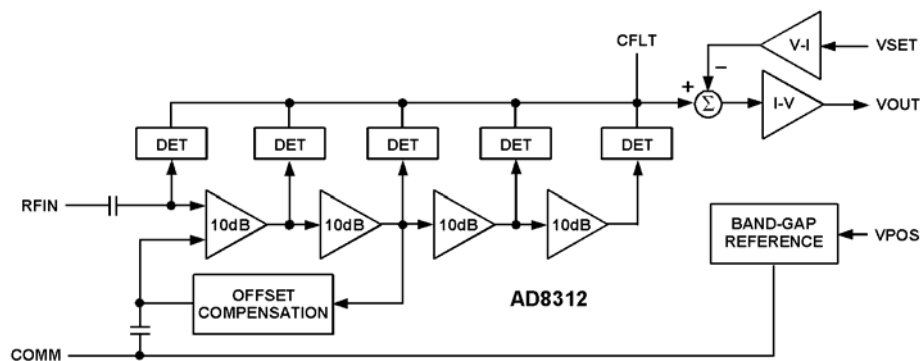 CFLT
V-I
VSET
+
−
Σ
I-V
VOUT
DET
DET
DET
DET
DET
RFIN
10dB
10dB
10dB
10dB
BAND-GAP
REFERENCE
VPOS
OFFSET
COMPENSATION
AD8312
COMM